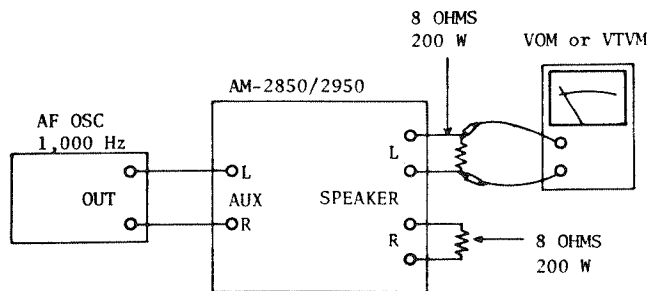 8 OHMS
200 W
VOM or VTVM
AM-2850/2950
AF OSC
1,000 Hz
L
L
OUT
AUX
SPEAKER
R
R
8 OHMS
200 W